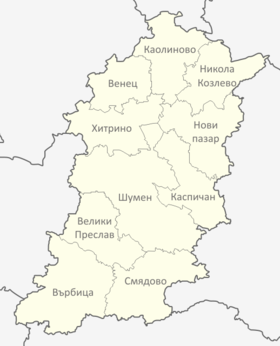 Каолиново
Никола
Козлево
Венец
Хитрино
Нови
пазар
Шумен
Каспичан
Велики
Преслав
Върбица
Смядово